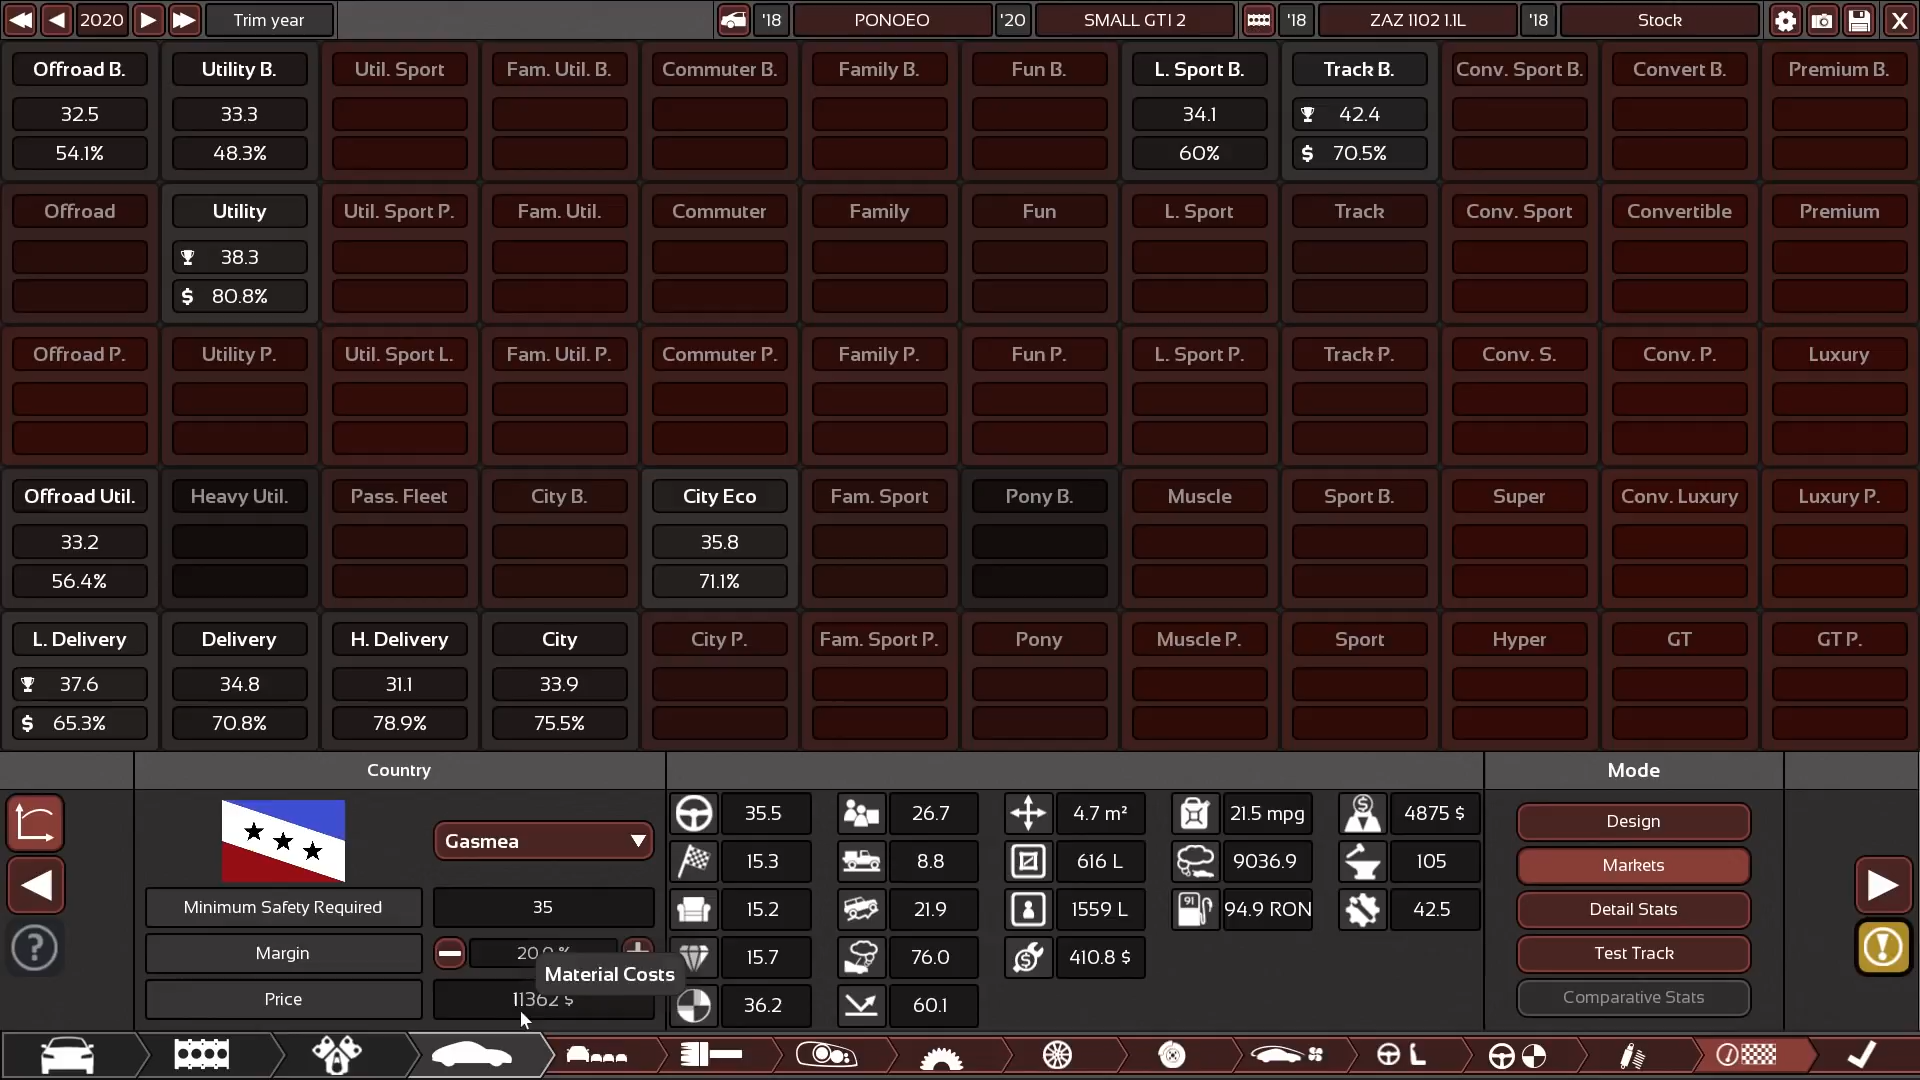 2020 Trim year '18 PONOEO '20 SMALL GTI 2 '18 ZAZ 1102 1.1L '18 Stock X
Offroad B. Utility B. Util. Sport Fam. Util. B. Commuter B. Family B. Fun B. L. Sport B. Track B. Conv. Sport B. Convert B. Premium B.
32.5 33.3 34.1 42.4
54.1% 48.3% 60% $ 70.5%
Offroad Utility Util. Sport P. Fam. Util. Commuter Family Fun L. Sport Track Conv. Sport Convertible Premium
38.3
$ 80.8%
Offroad P. Utility P. Util. Sport L. Fam. Util. P. Commuter P. Family P. Fun P. L. Sport P. Track P. Conv. S. Conv. P. Luxury
Offroad Util. Heavy Util. Pass. Fleet City B. City Eco Fam. Sport Pony B. Muscle Sport B. Super Conv. Luxury Luxury P.
33.2 35.8
56.4% 71.1%
L. Delivery Delivery H. Delivery City City P. Fam. Sport P. Pony Muscle P. Sport Hyper GT GT P.
37.6 34.8 31.1 33.9
$ 65.3% 70.8% 78.9% 75.5%
Country Mode
35.5 26.7 4.7 m² 21.5 mpg $ 4875 $ Design
Gasmea
15.3 8.8 616 L 9036.9 105 Markets
Minimum Safety Required 35 15.2 21.9 1559 L 91 94.9 RON 42.5 Detail Stats
Margin 20.0 % 15.7 76.0 410.8 $ Test Track
Material Costs
Price 11362 $ 36.2 60.1 Comparative Stats
?